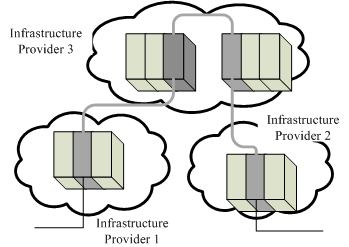 Infrastructure
Provider 3
Infrastructure
Provider 2
Infrastructure
Provider 1